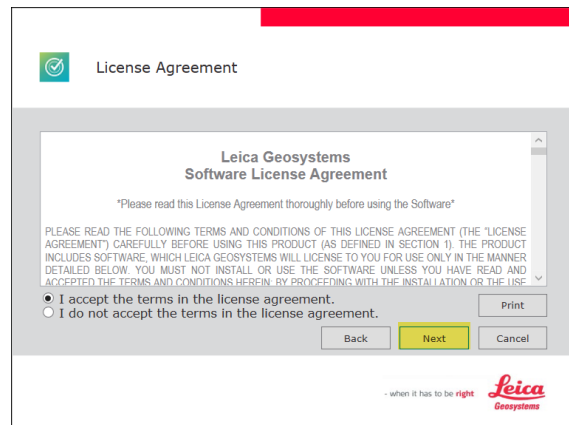 License Agreement
Leica Geosystems
Software License Agreement
*Please read this License Agreement thoroughly before using the Software*
PLEASE READ THE FOLLOWING TERMS AND CONDITIONS OF THIS LICENSE AGREEMENT (THE "LICENSE
AGREEMENT") CAREFULLY BEFORE USING THIS PRODUCT (AS DEFINED IN SECTION 1). THE PRODUCT
INCLUDES SOFTWARE, WHICH LEICA GEOSYSTEMS WILL LICENSE TO YOU FOR USE ONLY IN THE MANNER
DETAILED BELOW. YOU MUST NOT INSTALL OR USE THE SOFTWARE UNLESS YOU HAVE READ AND
ACCEPTED THE TERMS AND CONDITIONS HEREIN: BY PROCEEDING WITH THE INSTALLATION OR THE USE
I accept the terms in the license agreement.
I do not accept the terms in the license agreement.
Print
Back Next Cancel
- when it has to be right
Leica
Geosystems